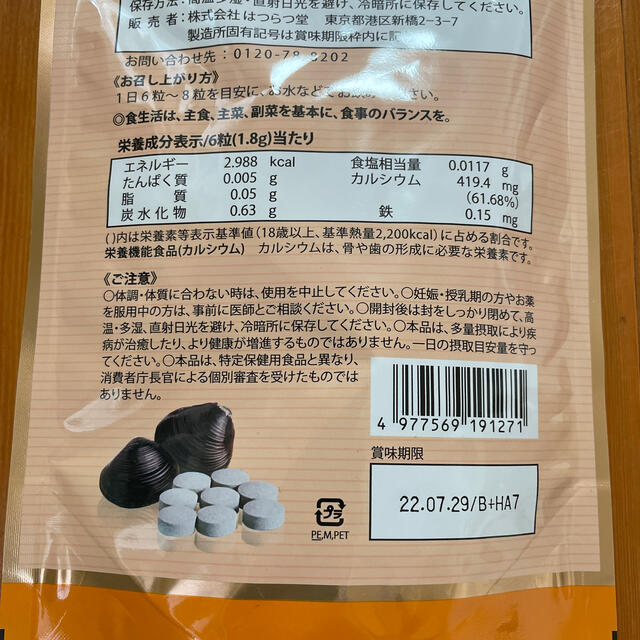 保存方法:高温多湿・直射日光を避け、冷暗所に保存してください。
販 売 者:株式会社 はつらつ堂 東京都港区新橋2-3-7
製造所固有記号は賞味期限枠内に記
お問い合わせ先:0120-78-8202
《お召し上がり方》
1日6粒〜8粒を目安に、お水などでお飲み ください。
◎食生活は、主食、主菜、副菜を基本に、食事のバランスを。
栄養成分表示/6粒(1.8g)当たり
エネルギー 2.988 kcal 食塩相当量 0.0117 g
たんぱく質 0.005 g カルシウム 419.4 mg
脂 質 0.05 g (61.68%)
炭水化物 0.63 g 鉄 0.15 mg
( )内は栄養素等表示基準値(18歳以上、基準熱量2,200kcal)に占める割合です。
栄養機能食品(カルシウム) カルシウムは、骨や歯の形成に必要な栄養素です。
《ご注意》
○体調・体質に合わない時は、使用を中止してください。○妊娠・授乳期の方やお薬
を服用中の方は、事前に医師とご相談ください。○開封後は封をしっかり閉めて、高
温・多湿、直射日光を避け、冷暗所に保存してください。○本品は、多量摂取により疾
病が治癒したり、より健康が増進するものではありません。一日の摂取目安量を守っ
てください。○本品は、特定保健用食品と異なり、
消費者庁長官による個別審査を受けたものでは
ありません。
4 977569 191271
賞味期限
22.07.29/B+HA7
プラ
PE,M,PET